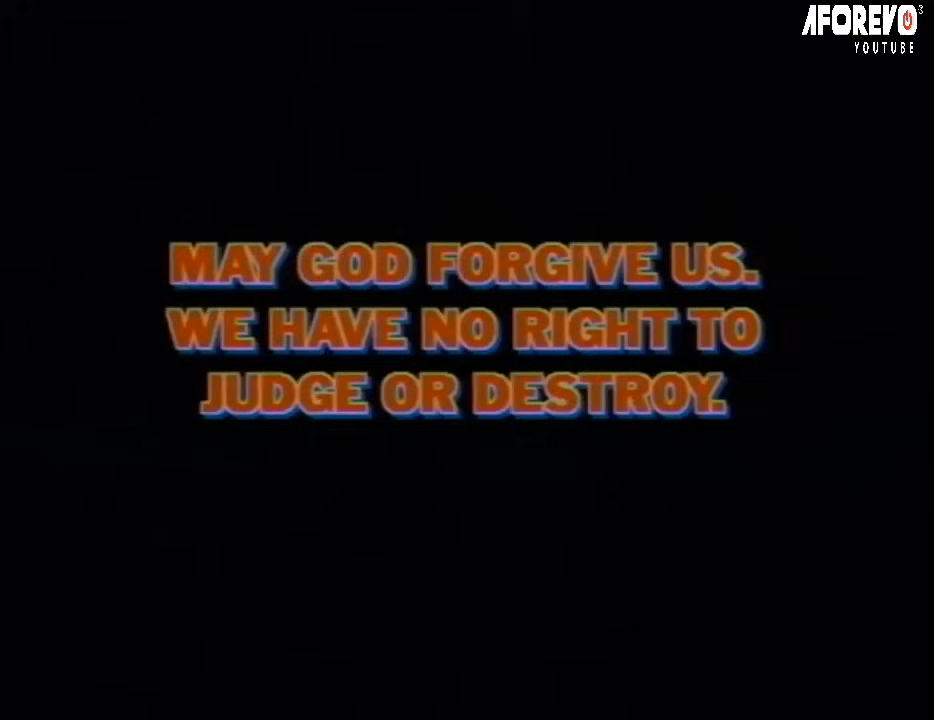 AFOREVO
YOUTUBE
MAY GOD FORGIVE US.
WE HAVE NO RIGHT TO
JUDGE OR DESTROY.